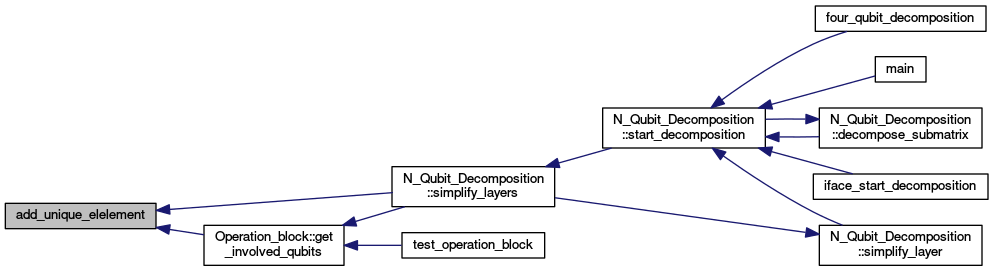 four_qubit_decomposition
main
N_Qubit_Decomposition
::start_decomposition
N_Qubit_Decomposition
::decompose_submatrix
N_Qubit_Decomposition
::simplify_layers
iface_start_decomposition
add_unique_elelement
Operation_block::get
_involved_qubits
test_operation_block
N_Qubit_Decomposition
::simplify_layer